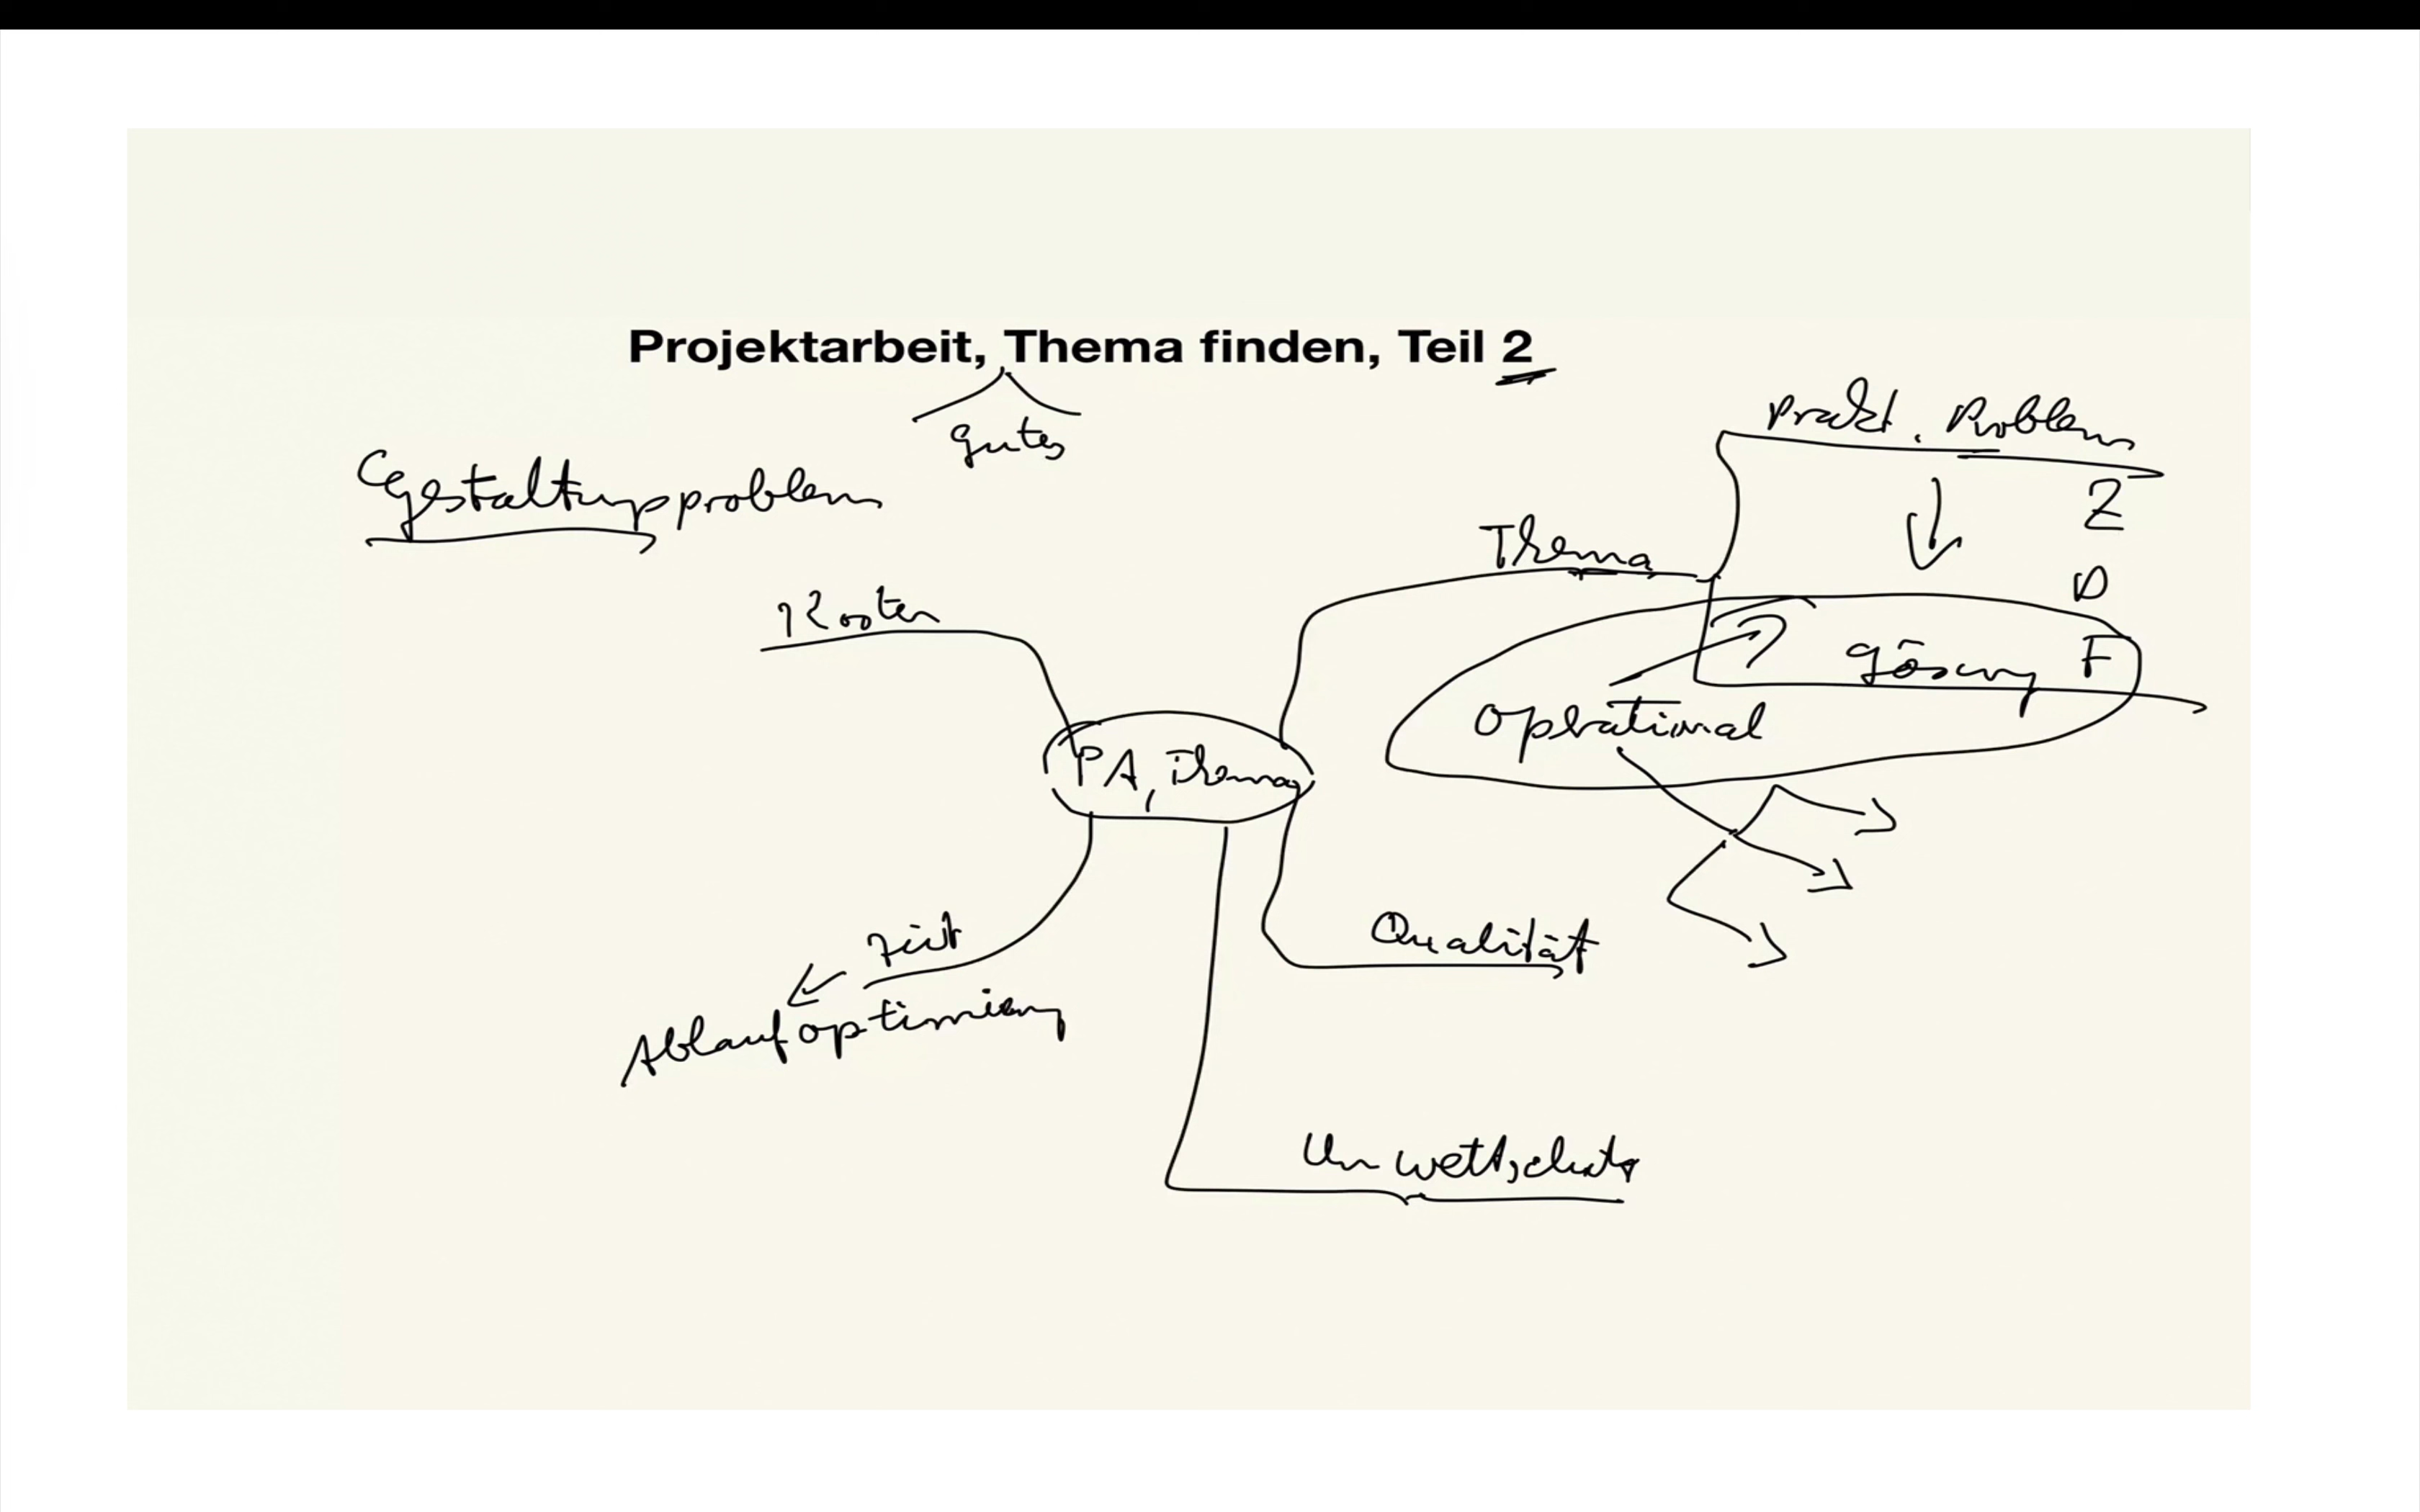 Projektarbeit, Thema finden, Teil 2
gutes
Gestaltungsproblem
Prakt. Problem
Z
Thema
D
Kosten
? Lösung F
operational
PA, Thema
Qualität
Zeit
Ablaufoptimierung
Umweltschutz